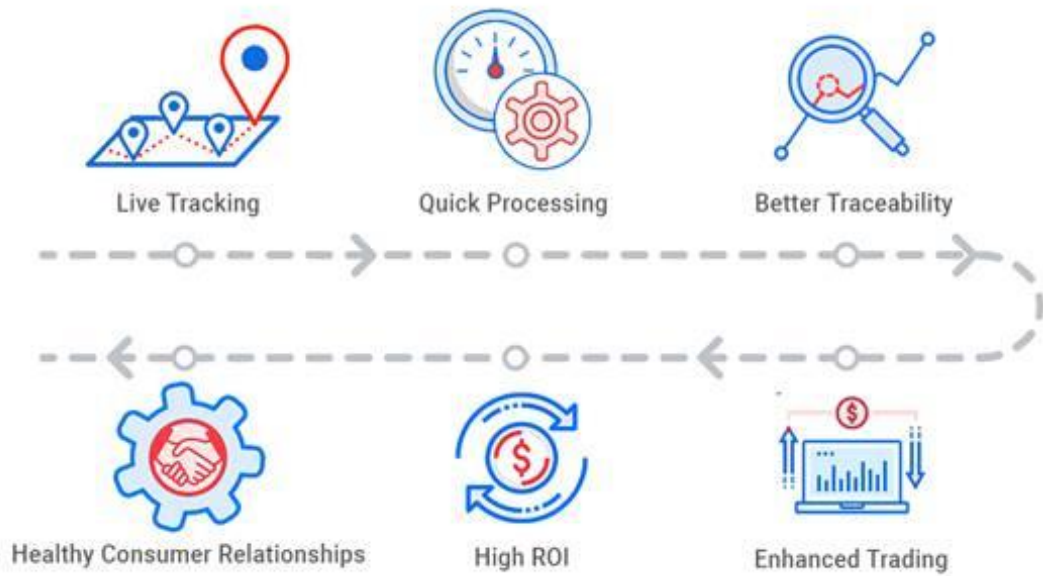 Live Tracking
Quick Processing
Better Traceability
$
Healthy Consumer Relationships
$
High ROI
Enhanced Trading